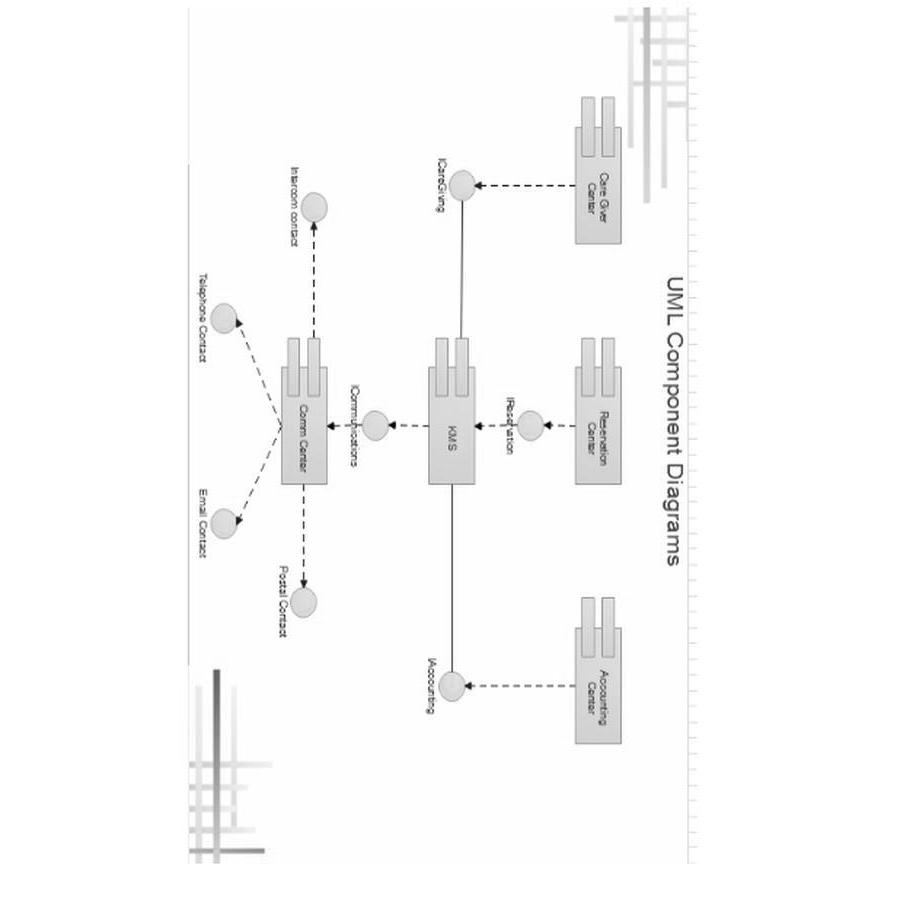 UML Component Diagrams
Care Giver
Center
Reservation
Center
Accounting
Center
IReservation
ICareGiving
KMS
IAccounting
ICommunications
Intercom contact
Comm Center
Postal Contact
Telephone Contact
Email Contact